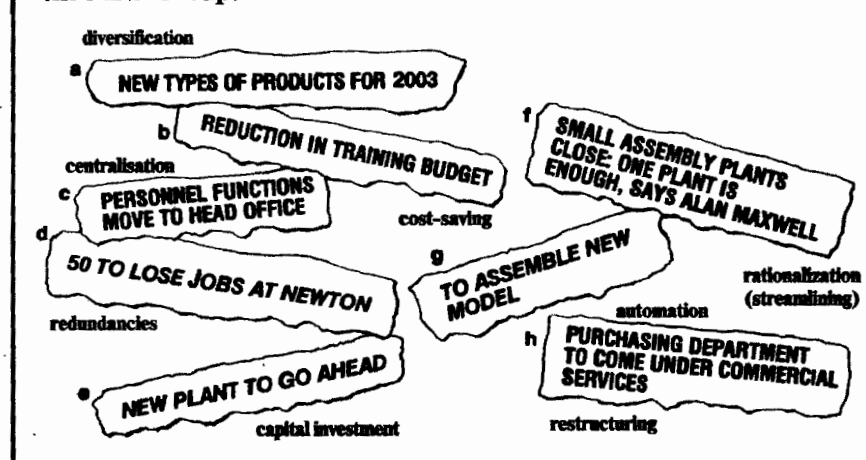 diversification
a NEW TYPES OF PRODUCTS FOR 2003
b REDUCTION IN TRAINING BUDGET
cost-saving
centralisation
c PERSONNEL FUNCTIONS
MOVE TO HEAD OFFICE
d 50 TO LOSE JOBS AT NEWTON
redundancies
e NEW PLANT TO GO AHEAD
capital investment
f SMALL ASSEMBLY PLANTS
CLOSE: ONE PLANT IS
ENOUGH, SAYS ALAN MAXWELL
rationalization
(streamlining)
g TO ASSEMBLE NEW
MODEL
automation
h PURCHASING DEPARTMENT
TO COME UNDER COMMERCIAL
SERVICES
restructuring